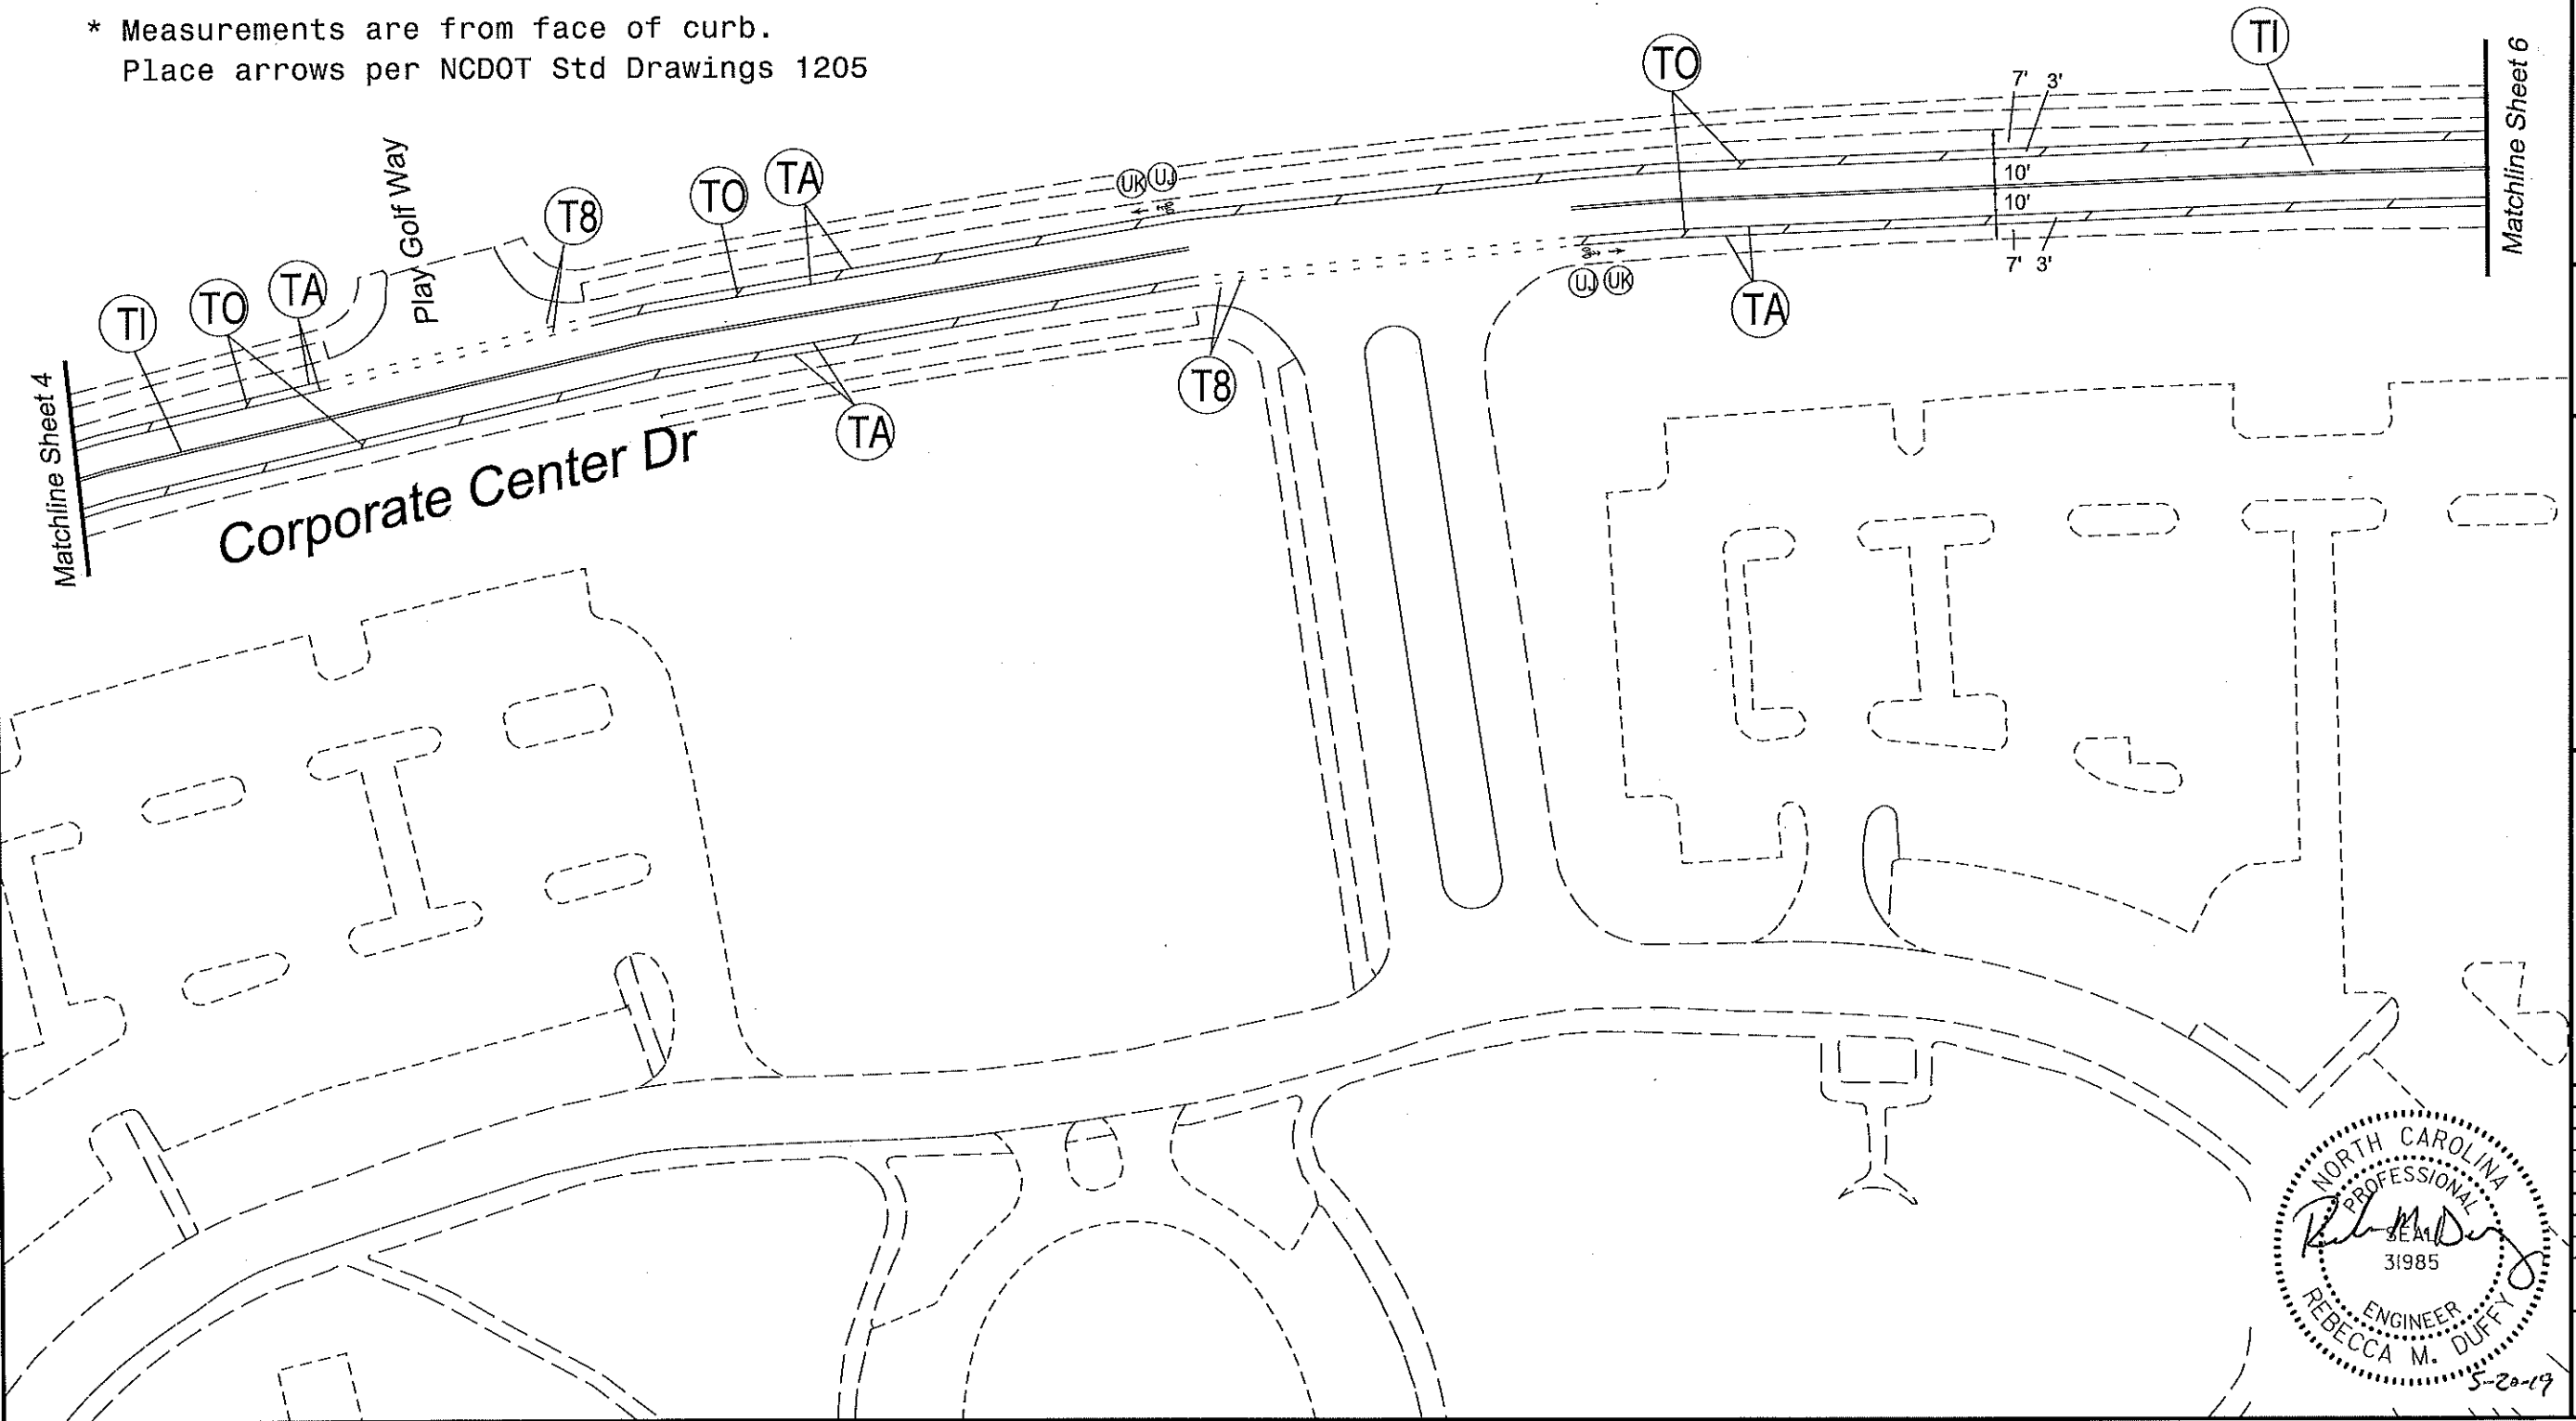 * Measurements are from face of curb.
Place arrows per NCDOT Std Drawings 1205
TI
TO
TA
Play Golf Way
T8
TO
TA
UK
UJ
TO
7' 3'
TI
Matchline Sheet 6
10'
10'
7' 3'
UJ
UK
TA
T8
TA
Matchline Sheet 4
Corporate Center Dr
NORTH CAROLINA
PROFESSIONAL
SEAL
31985
ENGINEER
REBECCA M. DUFFY
5-20-19